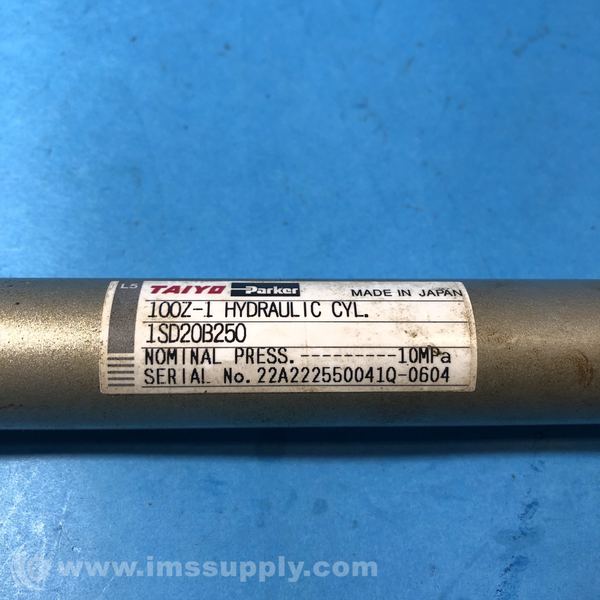 L5 TAIYO Parker MADE IN JAPAN
100Z-1 HYDRAULIC CYL.
1SD20B250
NOMINAL PRESS.----------10MPa
SERIAL No.22A222550041Q-0604
© www.imssupply.com